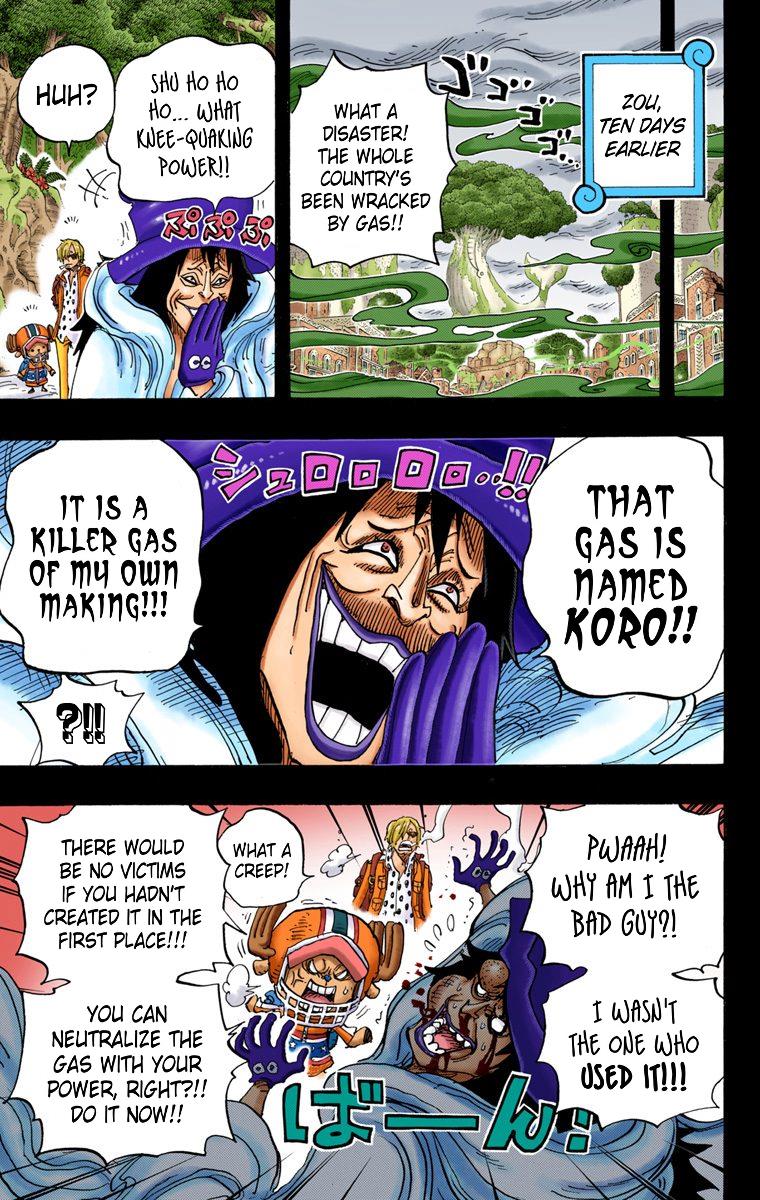 ZOU,
TEN DAYS
EARLIER
ゴゴゴゴ...
WHAT A
DISASTER!
THE WHOLE
COUNTRY'S
BEEN WRACKED
BY GAS!!
SHU HO HO
HO... WHAT
KNEE-QUAKING
POWER!!
HUH?
ぷぷぷ
THAT
GAS IS
NAMED
KORO!!
シュロロロロ..!!
IT IS A
KILLER GAS
OF MY OWN
MAKING!!!
?!!
PWAAH!
WHY AM I THE
BAD GUY?!
I WASN'T
THE ONE WHO
USED IT!!!
WHAT A
CREEP!
THERE WOULD
BE NO VICTIMS
IF YOU HADN'T
CREATED IT IN THE
FIRST PLACE!!!
YOU CAN
NEUTRALIZE THE
GAS WITH YOUR
POWER, RIGHT?!!
DO IT NOW!!
ばーん: